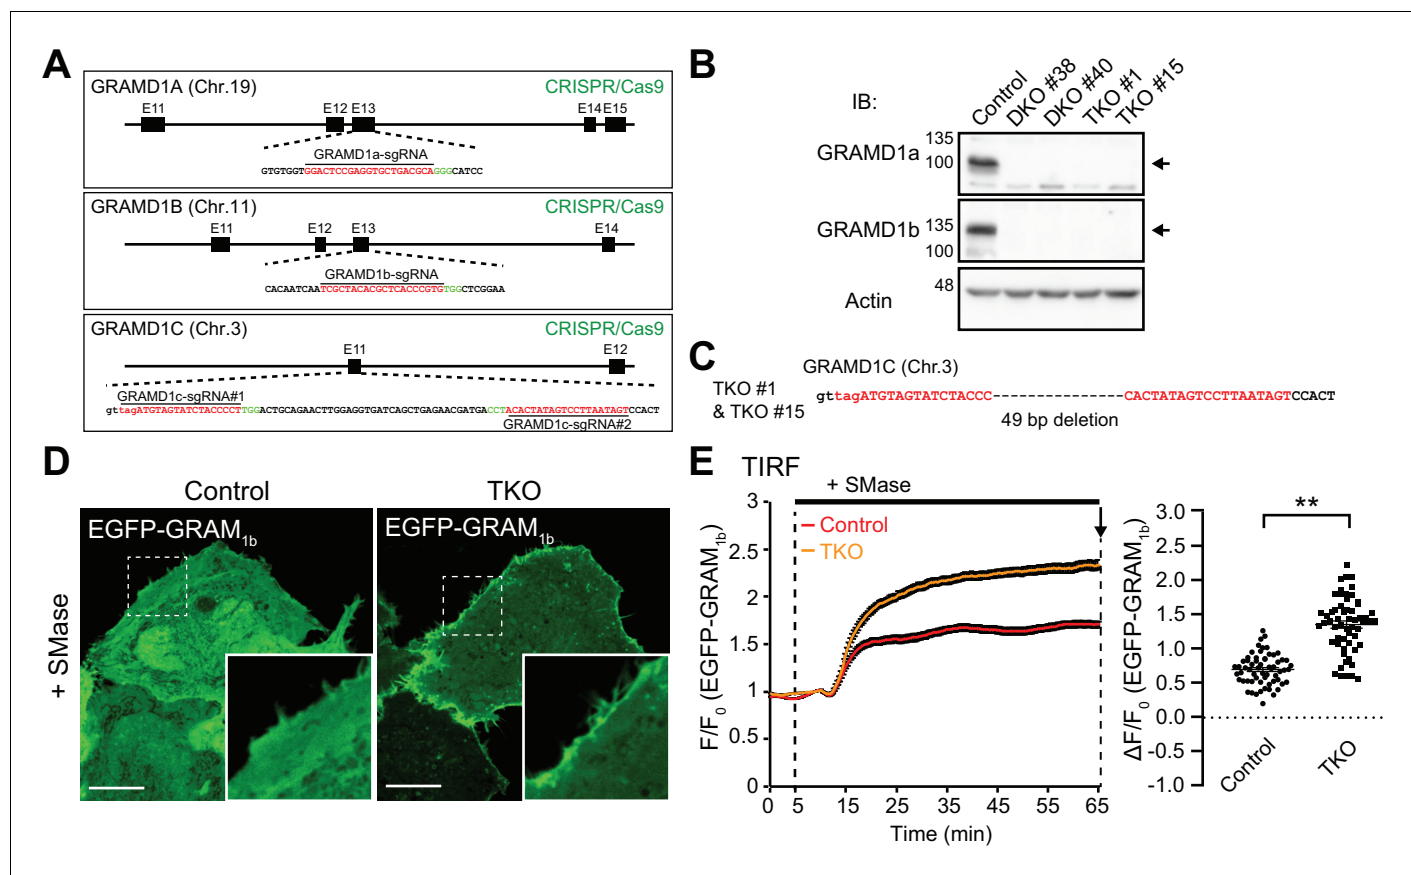 A
GRAMD1A (Chr.19)
CRISPR/Cas9
E11
E12 E13
E14 E15
GRAMD1a-sgRNA
GTGTGGTGGACTCCGAGGTGCTGACGCAGGGCATCC
GRAMD1B (Chr.11)
CRISPR/Cas9
E11
E12
E13
E14
GRAMD1b-sgRNA
CACAATCAATCGCTACACGCTCACCCGTGTGGCTCGGAA
GRAMD1C (Chr.3)
CRISPR/Cas9
E11
E12
GRAMD1c-sgRNA#1
gttagATGTAGTATCTACCCCTTGGACTGCAGAACTTGGAGGTGATCAGCTGAGAACGATGACCTACACTATAGTCCTTAATAGTCCACT
GRAMD1c-sgRNA#2
B
IB:
Control
DKO #38
DKO #40
TKO #1
TKO #15
GRAMD1a
135
100
GRAMD1b
135
100
Actin
48
C
GRAMD1C (Chr.3)
TKO #1
& TKO #15
gttagATGTAGTATCTACCC--------------CACTATAGTCCTTAATAGTCCACT
49 bp deletion
D
Control
TKO
+ SMase
EGFP-GRAM1b
EGFP-GRAM1b
E
TIRF
+ SMase
F/F0 (EGFP-GRAM1b)
3
2.5
2
1.5
1
0.5
0
Control
TKO
0 5 15 25 35 45 55 65
Time (min)
ΔF/F0 (EGFP-GRAM1b)
3.0
2.5
2.0
1.5
1.0
0.5
0.0
-0.5
-1.0
**
Control
TKO